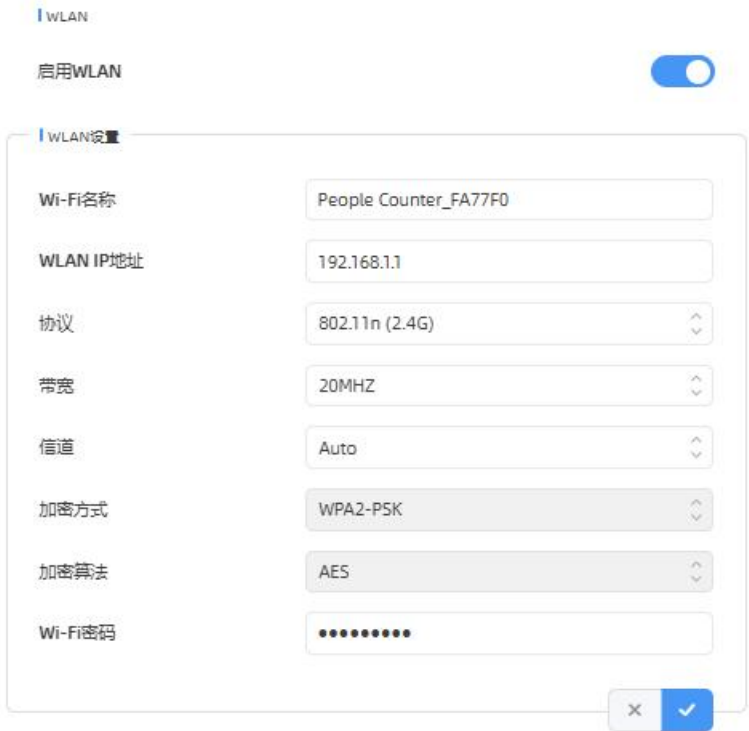 WLAN
启用WLAN
WLAN设置
Wi-Fi名称 People Counter_FA77F0
WLAN IP地址 192.168.1.1
协议 802.11n (2.4G)
带宽 20MHZ
信道 Auto
加密方式 WPA2-PSK
加密算法 AES
Wi-Fi密码 •••••••••